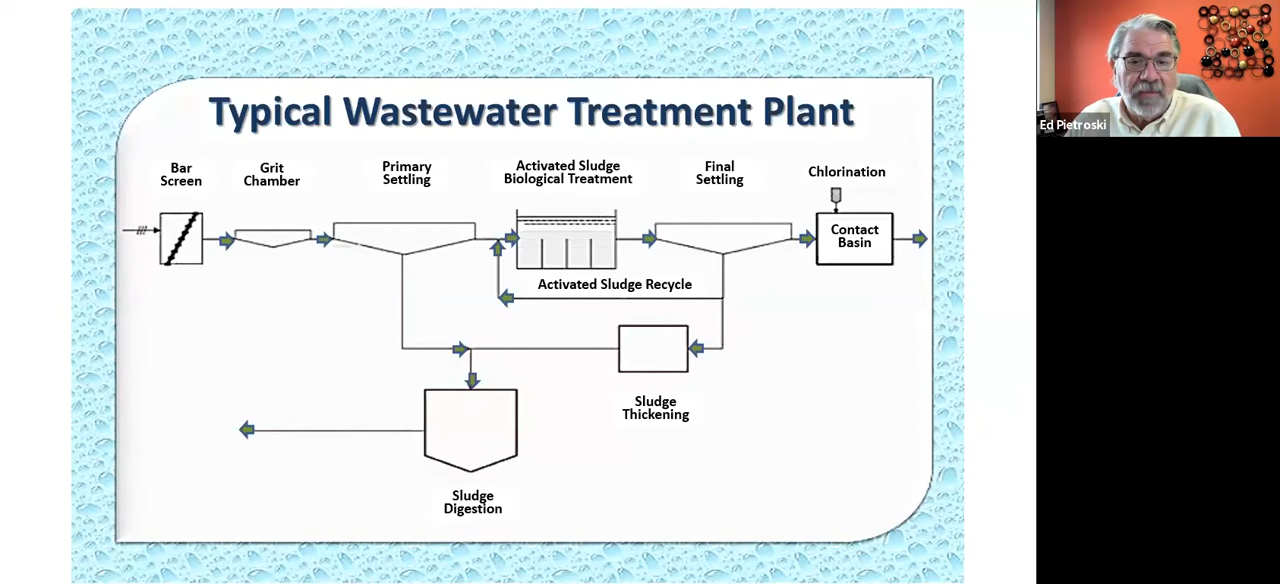 Typical Wastewater Treatment Plant
Bar
Screen
Grit
Chamber
Primary
Settling
Activated Sludge
Biological Treatment
Final
Settling
Chlorination
Contact
Basin
Activated Sludge Recycle
Sludge
Thickening
Sludge
Digestion
Ed Pietroski